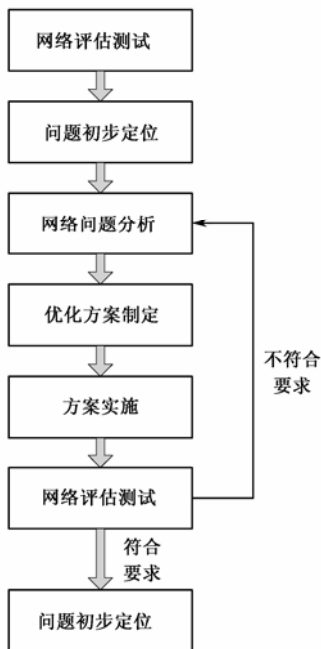 网络评估测试
问题初步定位
网络问题分析
优化方案制定
不符合
要求
方案实施
网络评估测试
符合
要求
问题初步定位